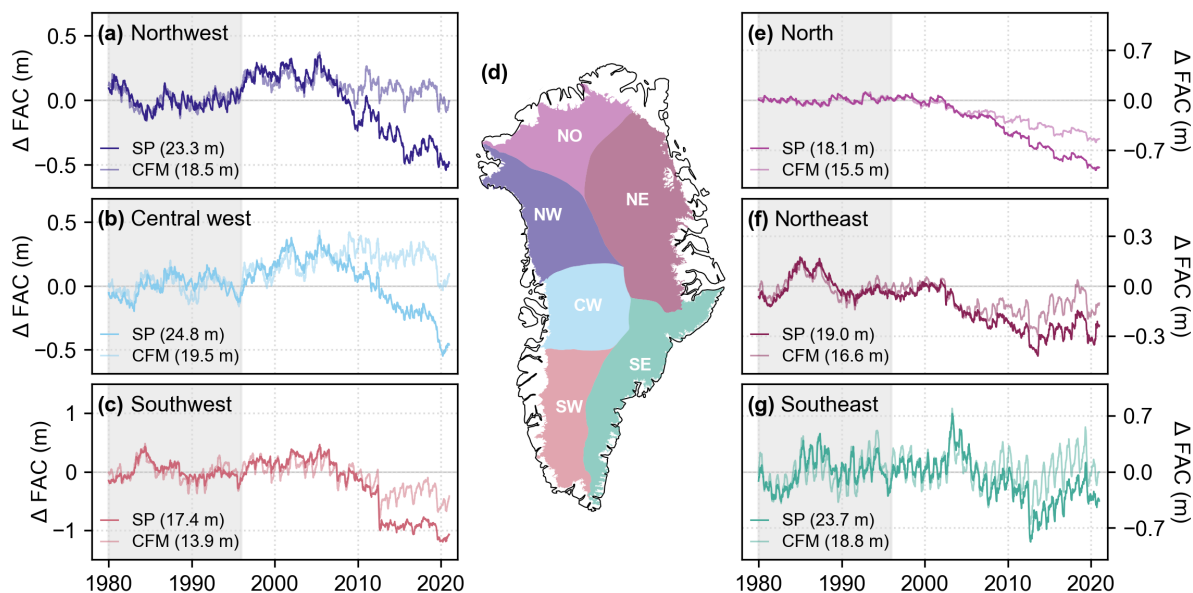 (a) Northwest
Δ FAC (m)
0.5
0.0
−0.5
SP (23.3 m)
CFM (18.5 m)
(b) Central west
Δ FAC (m)
0.5
0.0
−0.5
SP (24.8 m)
CFM (19.5 m)
(c) Southwest
Δ FAC (m)
1
0
−1
SP (17.4 m)
CFM (13.9 m)
1980 1990 2000 2010 2020
(d)
NO
NE
NW
CW
SE
SW
(e) North
Δ FAC (m)
0.7
0.0
−0.7
SP (18.1 m)
CFM (15.5 m)
(f) Northeast
Δ FAC (m)
0.3
0.0
−0.3
SP (19.0 m)
CFM (16.6 m)
(g) Southeast
Δ FAC (m)
0.7
0.0
−0.7
SP (23.7 m)
CFM (18.8 m)
1980 1990 2000 2010 2020